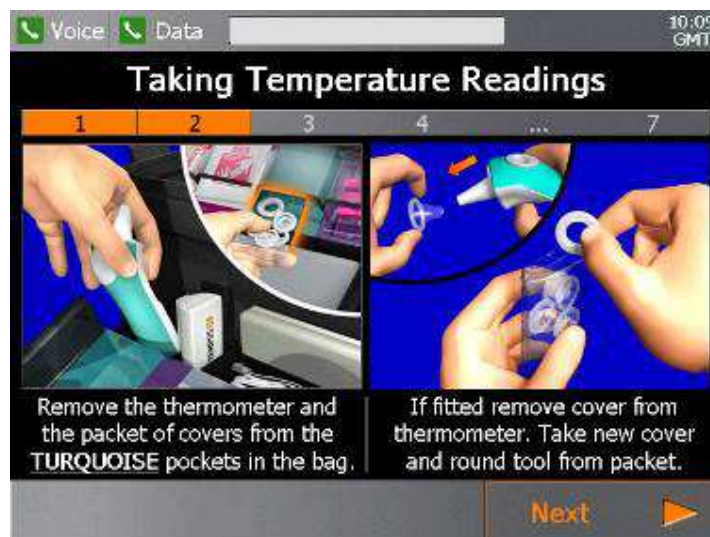 Voice Data
10:09
GMT
Taking Temperature Readings
1 2 3 4 ... 7
Remove the thermometer and
the packet of covers from the
TURQUOISE pockets in the bag.
If fitted remove cover from
thermometer. Take new cover
and round tool from packet.
Next